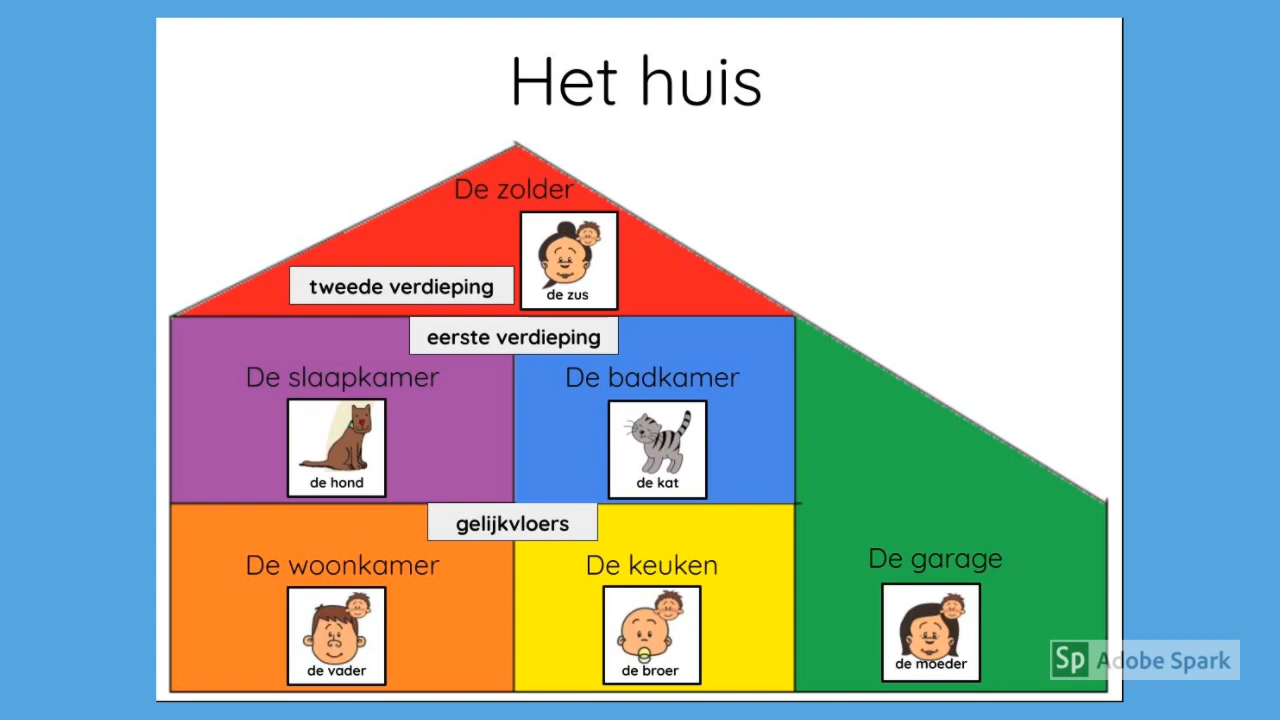 Het huis
De zolder
de zus
tweede verdieping
eerste verdieping
De slaapkamer
de hond
De badkamer
de kat
gelijkvloers
De woonkamer
de vader
De keuken
de broer
De garage
de moeder
Sp Adobe Spark